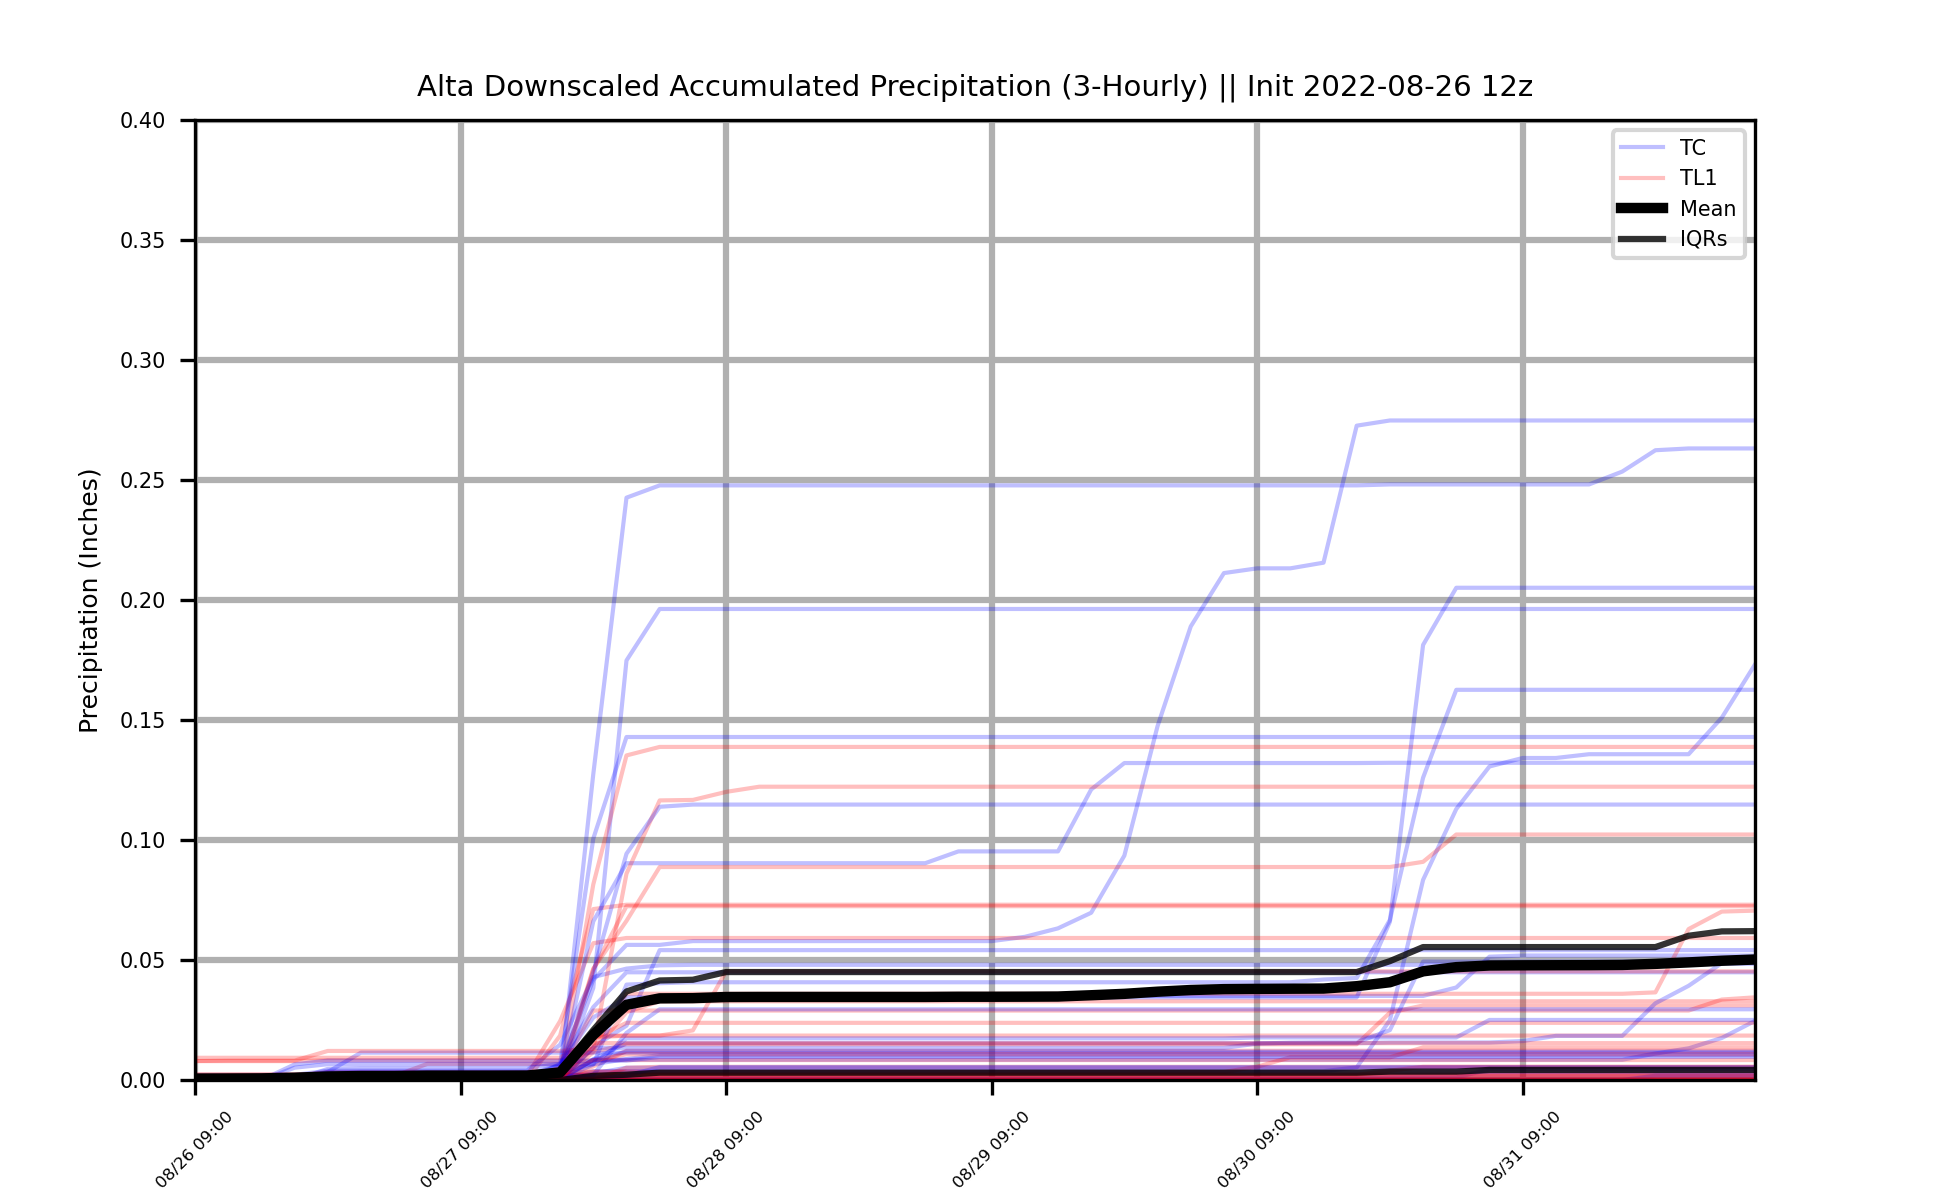 Alta Downscaled Accumulated Precipitation (3-Hourly) || Init 2022-08-26 12z
0.40
0.35
0.30
0.25
0.20
0.15
0.10
0.05
0.00
Precipitation (Inches)
TC
TL1
Mean
IQRs
08/26 09:00
08/27 09:00
08/28 09:00
08/29 09:00
08/30 09:00
08/31 09:00